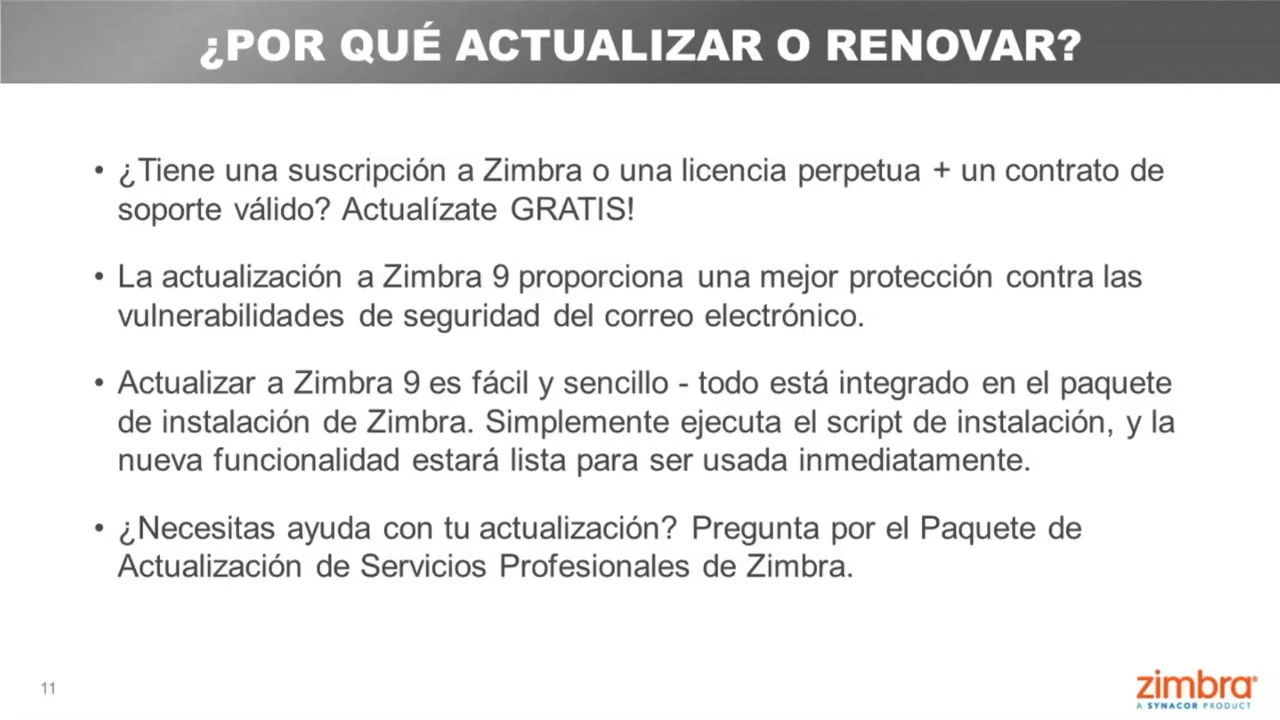 ¿POR QUÉ ACTUALIZAR O RENOVAR?
• ¿Tiene una suscripción a Zimbra o una licencia perpetua + un contrato de
soporte válido? Actualízate GRATIS!
• La actualización a Zimbra 9 proporciona una mejor protección contra las
vulnerabilidades de seguridad del correo electrónico.
• Actualizar a Zimbra 9 es fácil y sencillo - todo está integrado en el paquete
de instalación de Zimbra. Simplemente ejecuta el script de instalación, y la
nueva funcionalidad estará lista para ser usada inmediatamente.
• ¿Necesitas ayuda con tu actualización? Pregunta por el Paquete de
Actualización de Servicios Profesionales de Zimbra.
11
zimbra®
A SYNACOR PRODUCT